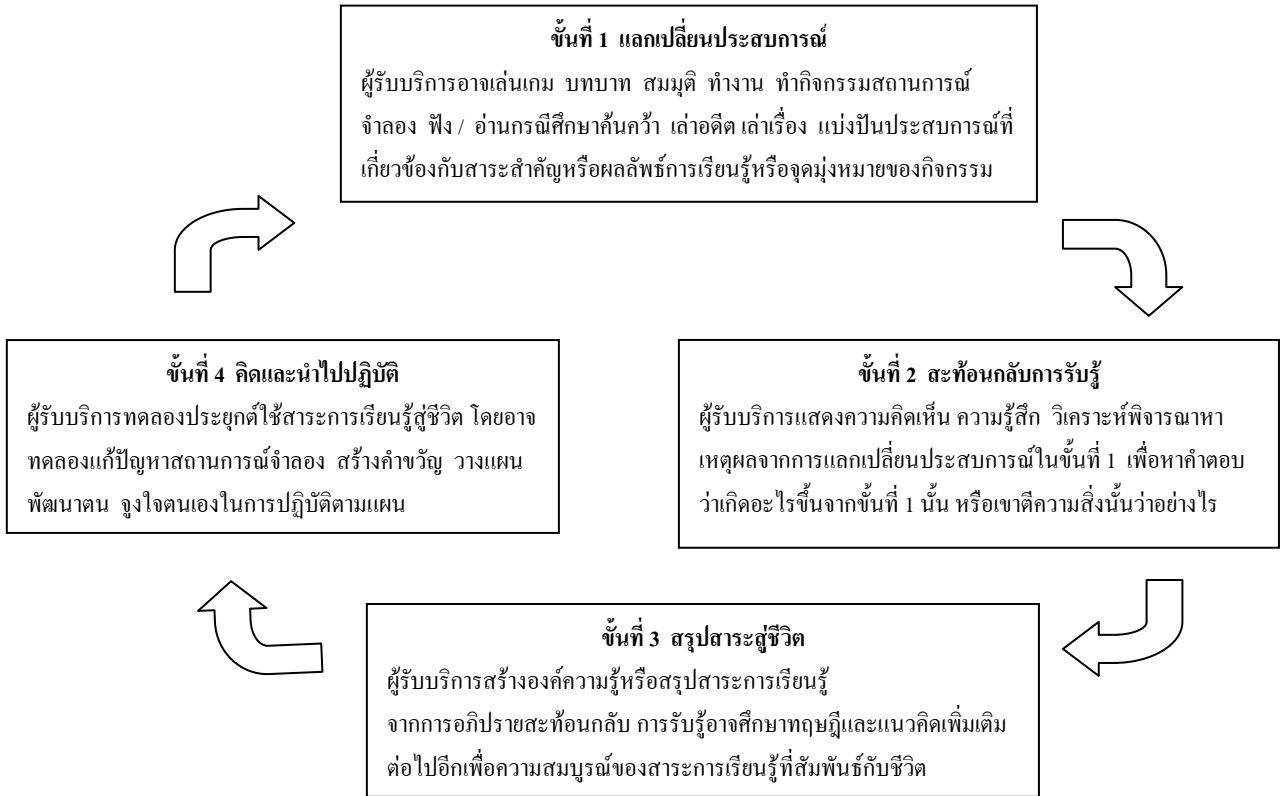 ขั้นที่ 1 แลกเปลี่ยนประสบการณ์
ผู้รับบริการอาจเล่นเกม บทบาท สมมุติ ทำงาน ทำกิจกรรมสถานการณ์
จำลอง ฟัง / อ่านกรณีศึกษาค้นคว้า เล่าอดีต เล่าเรื่อง แบ่งปันประสบการณ์ที่
เกี่ยวข้องกับสาระสำคัญหรือผลลัพธ์การเรียนรู้หรือจุดมุ่งหมายของกิจกรรม
ขั้นที่ 2 สะท้อนกลับการรับรู้
ผู้รับบริการแสดงความคิดเห็น ความรู้สึก วิเคราะห์พิจารณาหา
เหตุผลจากการแลกเปลี่ยนประสบการณ์ในขั้นที่ 1 เพื่อหาคำตอบ
ว่าเกิดอะไรขึ้นจากขั้นที่ 1 นั้น หรือเขาตีความสิ่งนั้นว่าอย่างไร
ขั้นที่ 3 สรุปสาระสู่ชีวิต
ผู้รับบริการสร้างองค์ความรู้หรือสรุปสาระการเรียนรู้
จากการอภิปรายสะท้อนกลับ การรับรู้อาจศึกษาทฤษฎีและแนวคิดเพิ่มเติม
ต่อไปอีกเพื่อความสมบูรณ์ของสาระการเรียนรู้ที่สัมพันธ์กับชีวิต
ขั้นที่ 4 คิดและนำไปปฏิบัติ
ผู้รับบริการทดลองประยุกต์ใช้สาระการเรียนรู้สู่ชีวิต โดยอาจ
ทดลองแก้ปัญหาสถานการณ์จำลอง สร้างคำขวัญ วางแผน
พัฒนาตน จูงใจตนเองในการปฏิบัติตามแผน